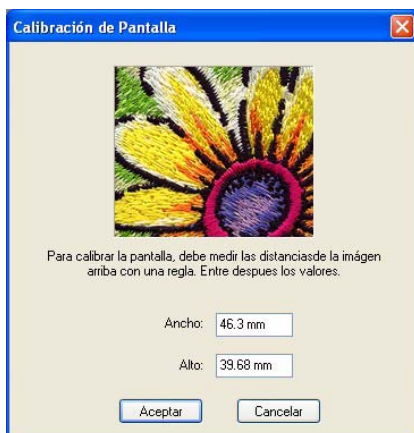 Calibración de Pantalla
Para calibrar la pantalla, debe medir las distanciasde la imágen
arriba con una regla. Entre despues los valores.
Ancho: 46.3 mm
Alto: 39.68 mm
Aceptar Cancelar